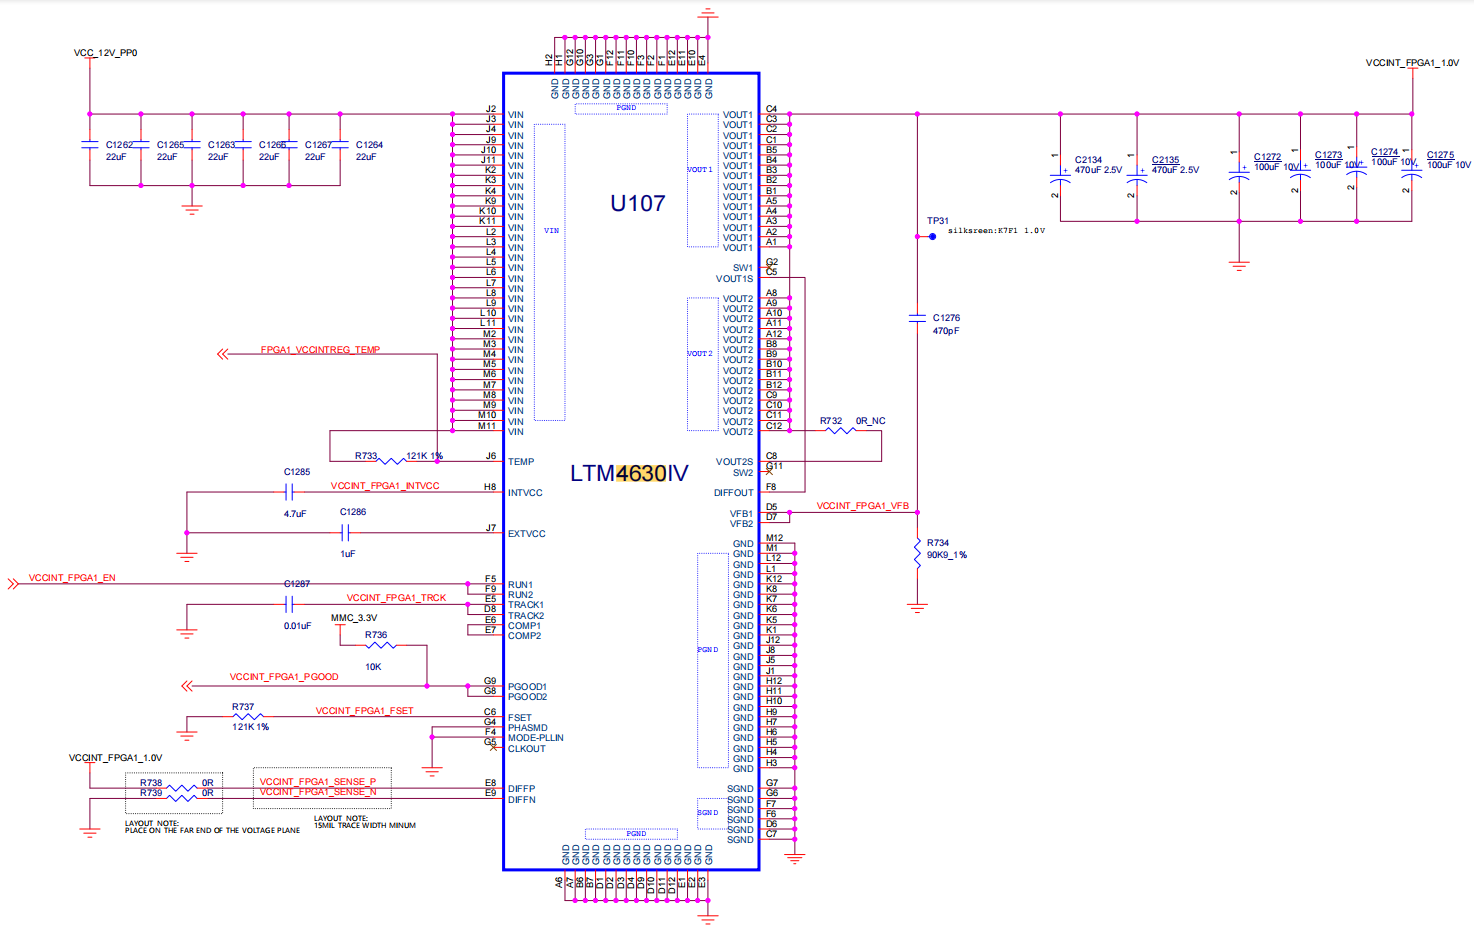 VCC_12V_PP0
C1262
22uF
C1265
22uF
C1263
22uF
22uF
C1267
22uF
C1264
22uF
H2 H1 G12 G10 G3 G1 F12 F11 F10 F3 F2 F1 E12 E11 E10 E4
GND GND GND GND GND GND GND GND GND GND GND GND GND GND GND GND
PGND
U107
LTM4630IV
J2 VIN
J3 VIN
J4 VIN
J9 VIN
J10 VIN
J11 VIN
K2 VIN
K3 VIN
K4 VIN
K9 VIN
K10 VIN
K11 VIN
L2 VIN
L3 VIN
L4 VIN
L5 VIN
L6 VIN
L7 VIN
L8 VIN
L9 VIN
L10 VIN
L11 VIN
M2 VIN
M3 VIN
M4 VIN
M5 VIN
M6 VIN
M7 VIN
M8 VIN
M9 VIN
M10 VIN
M11 VIN
VIN
FPGA1_VCCINTREG_TEMP
R733 121K 1%
J6 TEMP
C1285
4.7uF
VCCINT_FPGA1_INTVCC
H8 INTVCC
C1286
1uF
J7 EXTVCC
VCCINT_FPGA1_EN
F5 RUN1
F9 RUN2
C1287
0.01uF
VCCINT_FPGA1_TRCK
E5 TRACK1
D8 TRACK2
E6 COMP1
E7 COMP2
MMC_3.3V
R736
10K
VCCINT_FPGA1_PGOOD
G9 PGOOD1
G8 PGOOD2
R737
121K 1%
VCCINT_FPGA1_FSET
C6 FSET
G4 PHASMD
F4 MODE-PLLIN
G5 CLKOUT
VCCINT_FPGA1_1.0V
R738 0R
R739 0R
VCCINT_FPGA1_SENSE_P
VCCINT_FPGA1_SENSE_N
E8 DIFFP
E9 DIFFN
LAYOUT NOTE:
PLACE ON THE FAR END OF THE VOLTAGE PLANE
LAYOUT NOTE:
15MIL TRACE WIDTH MINUM
VOUT1 C4
VOUT1 C3
VOUT1 C2
VOUT1 C1
VOUT1 B5
VOUT1 B4
VOUT1 B3
VOUT1 B2
VOUT1 B1
VOUT1 A5
VOUT1 A4
VOUT1 A3
VOUT1 A2
VOUT1 A1
VOUT1
SW1 G2
VOUT1S C5
VOUT2 A8
VOUT2 A9
VOUT2 A10
VOUT2 A11
VOUT2 A12
VOUT2 B8
VOUT2 B9
VOUT2 B10
VOUT2 B11
VOUT2 B12
VOUT2 C9
VOUT2 C10
VOUT2 C11
VOUT2 C12
VOUT2
R732 0R_NC
VOUT2S C8
SW2 G11
DIFFOUT F8
VFB1 D5
VFB2 D7
VCCINT_FPGA1_VFB
GND M12
GND M1
GND L12
GND L1
GND K12
GND K8
GND K7
GND K6
GND K5
GND K1
GND J12
GND J8
GND J5
GND J1
GND H12
GND H11
GND H10
GND H9
GND H7
GND H6
GND H5
GND H4
GND H3
PGND
SGND G7
SGND G6
SGND F7
SGND F6
SGND D6
SGND C7
SGND
PGND
GND GND GND GND GND GND GND GND GND GND GND GND GND GND GND
A6 A7 B6 B7 D1 D2 D3 D4 D9 D10 D11 D12 E1 E2 E3
TP31
silksreen:K7F1 1.0V
C1276
470pF
R734
90K9_1%
VCCINT_FPGA1_1.0V
C2134
470uF 2.5V
1
2
C2135
470uF 2.5V
1
2
C1272
100uF 10V
1
2
C1273
100uF 10V
1
2
C1274
100uF 10V
1
2
C1275
100uF 10V
1
2